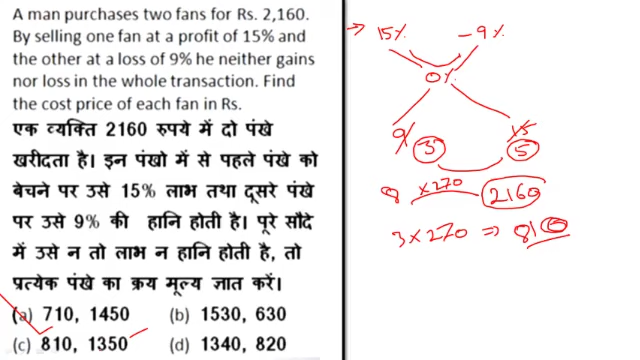 A man purchases two fans for Rs. 2,160.
By selling one fan at a profit of 15% and
the other at a loss of 9% he neither gains
nor loss in the whole transaction. Find
the cost price of each fan in Rs.
एक व्यक्ति 2160 रुपये में दो पंखे
खरीदता है। इन पंखो में से पहले पंखे को
बेचने पर उसे 15% लाभ तथा दूसरे पंखे
पर उसे 9% की हानि होती है। पूरे सौदे
में उसे न तो लाभ न हानि होती है, तो
प्रत्येक पंखे का क्रय मूल्य ज्ञात करें।
(a) 710, 1450 (b) 1530, 630
(c) 810, 1350 (d) 1340, 820
15% -9%
0%
9 15
3 5
8 ×270 2160
3×270 ⇒ 810